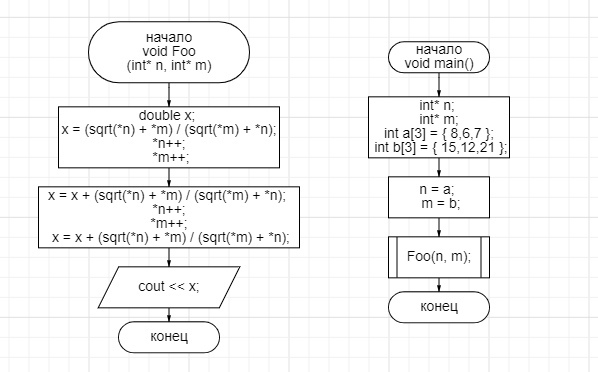 начало
void Foo
(int* n, int* m)
double x;
x = (sqrt(*n) + *m) / (sqrt(*m) + *n);
*n++;
*m++;
x = x + (sqrt(*n) + *m) / (sqrt(*m) + *n);
*n++;
*m++;
x = x + (sqrt(*n) + *m) / (sqrt(*m) + *n);
cout << x;
конец
начало
void main()
int* n;
int* m;
int a[3] = { 8,6,7 };
int b[3] = { 15,12,21 };
n = a;
m = b;
Foo(n, m);
конец